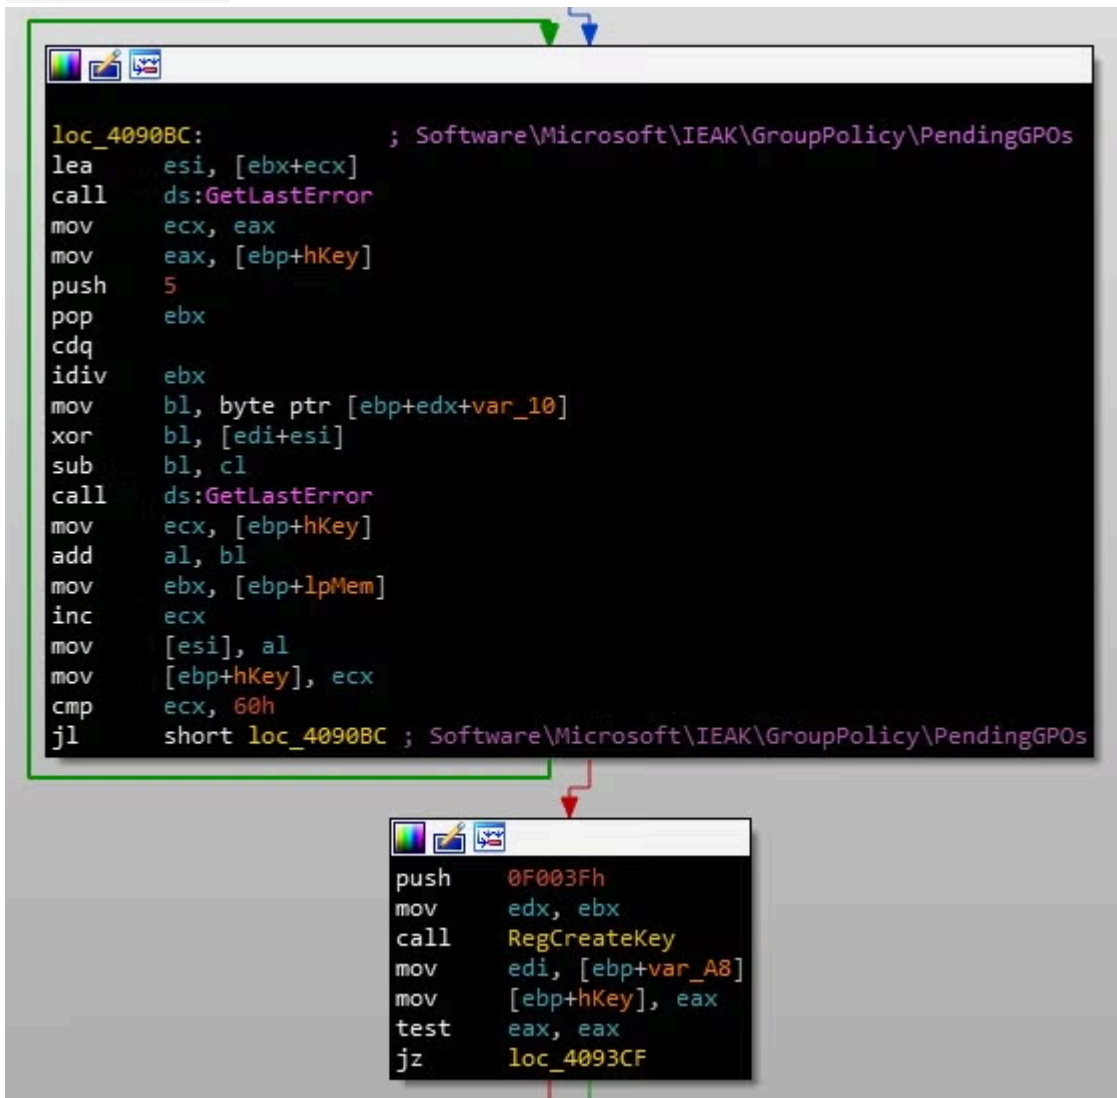 loc_4090BC: ; Software\Microsoft\IEAK\GroupPolicy\PendingGPOs
lea esi, [ebx+ecx]
call ds:GetLastError
mov ecx, eax
mov eax, [ebp+hKey]
push 5
pop ebx
cdq
idiv ebx
mov bl, byte ptr [ebp+edx+var_10]
xor bl, [edi+esi]
sub bl, cl
call ds:GetLastError
mov ecx, [ebp+hKey]
add al, bl
mov ebx, [ebp+lpMem]
inc ecx
mov [esi], al
mov [ebp+hKey], ecx
cmp ecx, 60h
jl short loc_4090BC ; Software\Microsoft\IEAK\GroupPolicy\PendingGPOs
push 0F003Fh
mov edx, ebx
call RegCreateKey
mov edi, [ebp+var_A8]
mov [ebp+hKey], eax
test eax, eax
jz loc_4093CF